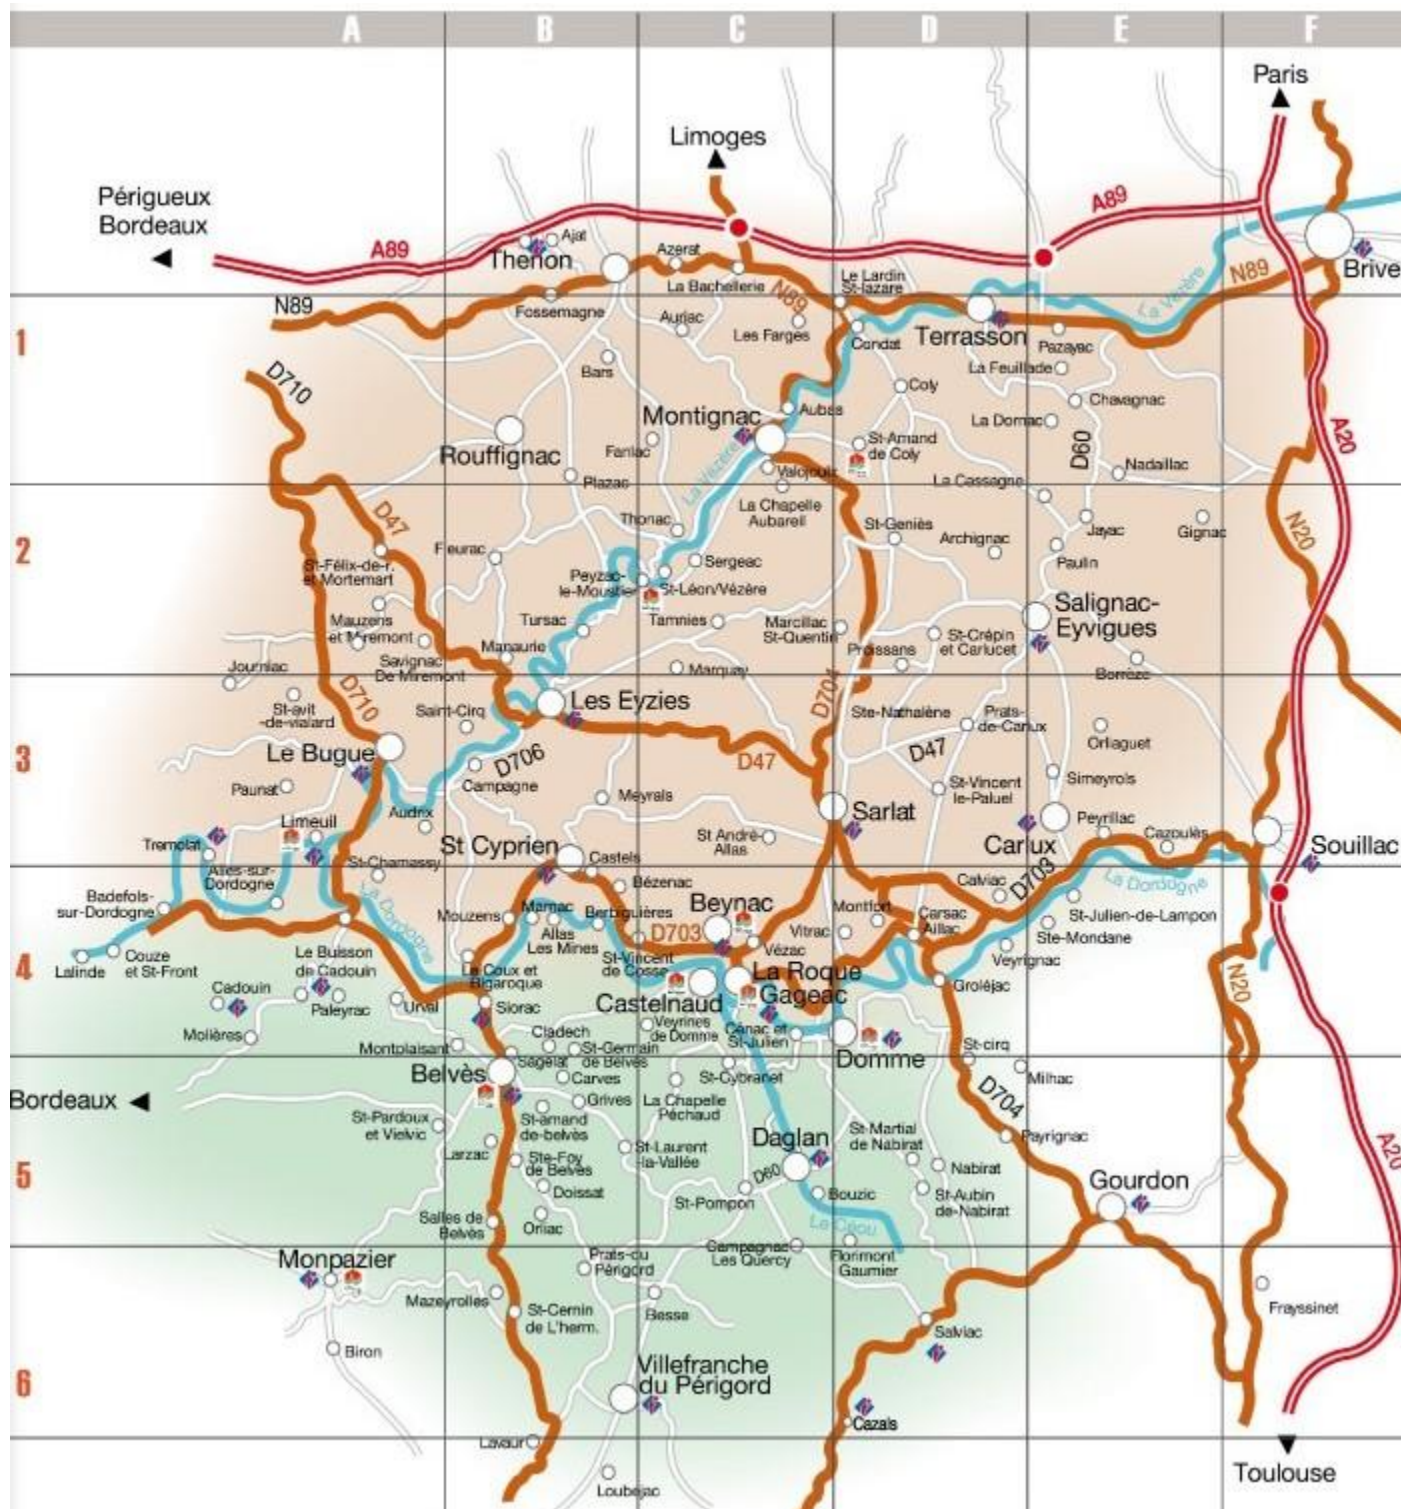 A B C D E F
Paris
Limoges
Périgueux
Bordeaux
A89
A89
Ajat
Thenon
Azerat
La Bachellerie
N89
Le Lardin
St-lazare
N89
Brive
La Vézère
N89
Fossemagne
Auriac
Les Farges
Condat
Terrasson
Pazayac
1
Bars
La Feuillade
D710
Coly
Chavagnac
Aubas
Montignac
La Dornac
A20
Rouffignac
Fanlac
St-Amand
de Coly
D60
Nadaillac
Plazac
La Vézère
Valojoulx
La Cassagne
La Chapelle
Aubareil
D47
Thonac
St-Geniès
Archignac
Jayac
Gignac
N20
2
Fleurac
Sergeac
Paulin
St-Félix-de-r.
et Mortemart
Peyzac-
le-Moustier
St-Léon/Vézère
Salignac-
Eyvigues
Mauzens
et Miremont
Tursac
Tamnies
Marcillac
St-Quentin
St-Crépin
et Carlucet
Manaurie
Proissans
Savignac
De Miremont
Journiac
Marquay
Borrèze
D710
D704
St-avit
-de-vialard
Saint-Cirq
Les Eyzies
Ste-Nathalène
Prats-
de-Carlux
Orliaguet
Le Bugue
D706
D47
D47
3
Paunat
Campagne
Simeyrols
Meyrals
St-Vincent
le-Paluel
Audrix
Sarlat
Limeuil
Peyrillac
Tremolat
St Cyprien
St André-
Allas
Carlux
Cazoulès
Souillac
Castels
St-Chamassy
Alles-sur-
Dordogne
Bézenac
Calviac
D703
La Dordogne
Badefols-
sur-Dordogne
La Dordogne
Mouzens
Marnac
Berbiguières
Beynac
Montfort
Carsac
Aillac
St-Julien-de-Lampon
Allas
Les Mines
D703
Vézac
Vitrac
Ste-Mondane
Couze
et St-Front
Le Buisson
de Cadouin
St-Vincent
de Cosse
Veyrignac
Lalinde
4
Le Coux et
Bigaroque
La Roque
Gageac
Groléjac
N20
Cadouin
Castelnaud
Paleyrac
Urval
Siorac
Molières
Cladech
Veyrines
de Domme
Cénac et
St-Julien
Domme
Montplaisant
St-Germain
de Belvès
Sagelat
St-cirq
Belvès
Carves
St-Cybranet
Milhac
Bordeaux
Grives
La Chapelle
Péchaud
D704
St-Pardoux
et Vielvic
St-amand
de-belvès
Daglan
St-Martial
de Nabirat
Payrignac
A20
Larzac
St-Laurent
-la-Vallée
Ste-Foy
de Belvès
D60
Nabirat
5
Doissat
St-Pompon
Bouzic
St-Aubin
de-Nabirat
Gourdon
Salles de
Belvès
Orliac
Le Céou
Campagnac
Les Quercy
Florimont
Gaumier
Monpazier
Prats-du
Périgord
Mazeyrolles
Besse
Frayssinet
St-Cernin
de L'herm.
Salviac
Biron
Villefranche
du Périgord
6
Cazals
Lavaur
Toulouse
Loubejac